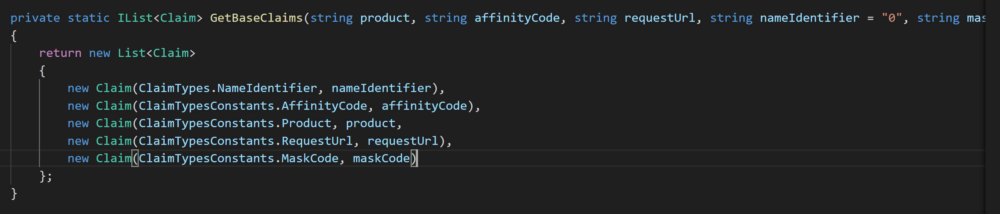 private static IList<Claim> GetBaseClaims(string product, string affinityCode, string requestUrl, string nameIdentifier = "0", string mas
{
return new List<Claim>
{
new Claim(ClaimTypes.NameIdentifier, nameIdentifier),
new Claim(ClaimTypesConstants.AffinityCode, affinityCode),
new Claim(ClaimTypesConstants.Product, product,
new Claim(ClaimTypesConstants.RequestUrl, requestUrl),
new Claim(ClaimTypesConstants.MaskCode, maskCode)
};
}